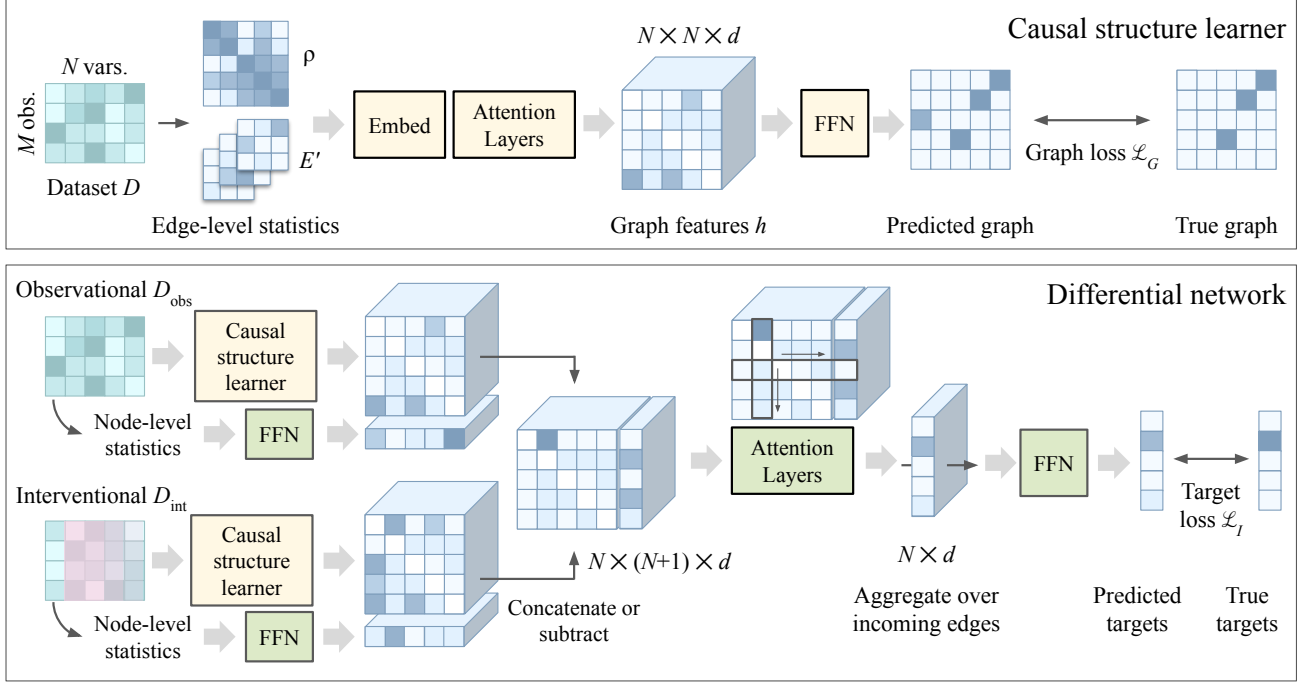 Causal structure learner
N vars.
M obs.
Dataset D
ρ
E′
Edge-level statistics
Embed
Attention
Layers
N × N × d
Graph features h
FFN
Predicted graph
Graph loss ℒ_G
True graph
Differential network
Observational D_obs
Causal
structure
learner
Node-level
statistics
FFN
Interventional D_int
Causal
structure
learner
Node-level
statistics
FFN
N × (N+1) × d
Concatenate or
subtract
Attention
Layers
N × d
Aggregate over
incoming edges
FFN
Target
loss ℒ_I
Predicted
targets
True
targets